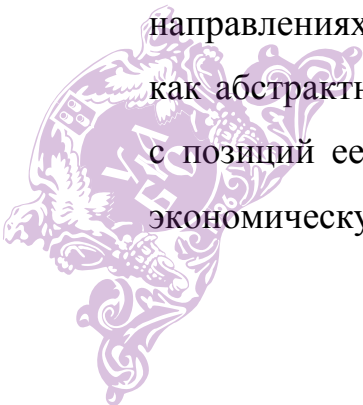 направлениях
как абстрактн
с позиций ее
экономическу